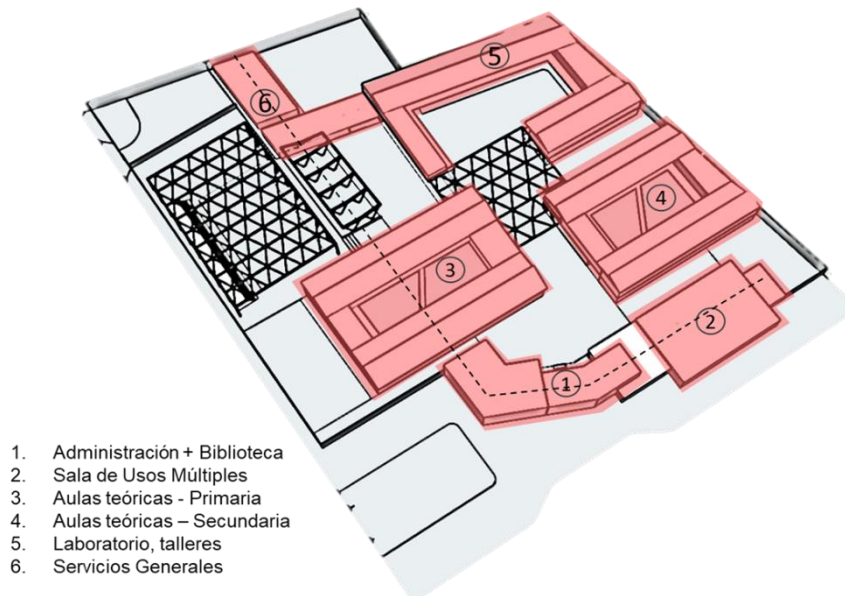 5
6
4
3
2
1
1. Administración + Biblioteca
2. Sala de Usos Múltiples
3. Aulas teóricas - Primaria
4. Aulas teóricas – Secundaria
5. Laboratorio, talleres
6. Servicios Generales